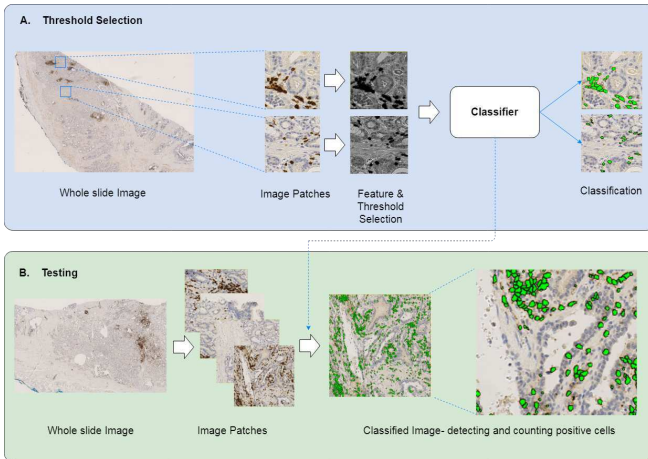 A. Threshold Selection
Classifier
Whole slide Image
Image Patches
Feature &
Threshold
Selection
Classification
B. Testing
Whole slide Image
Image Patches
Classified Image- detecting and counting positive cells